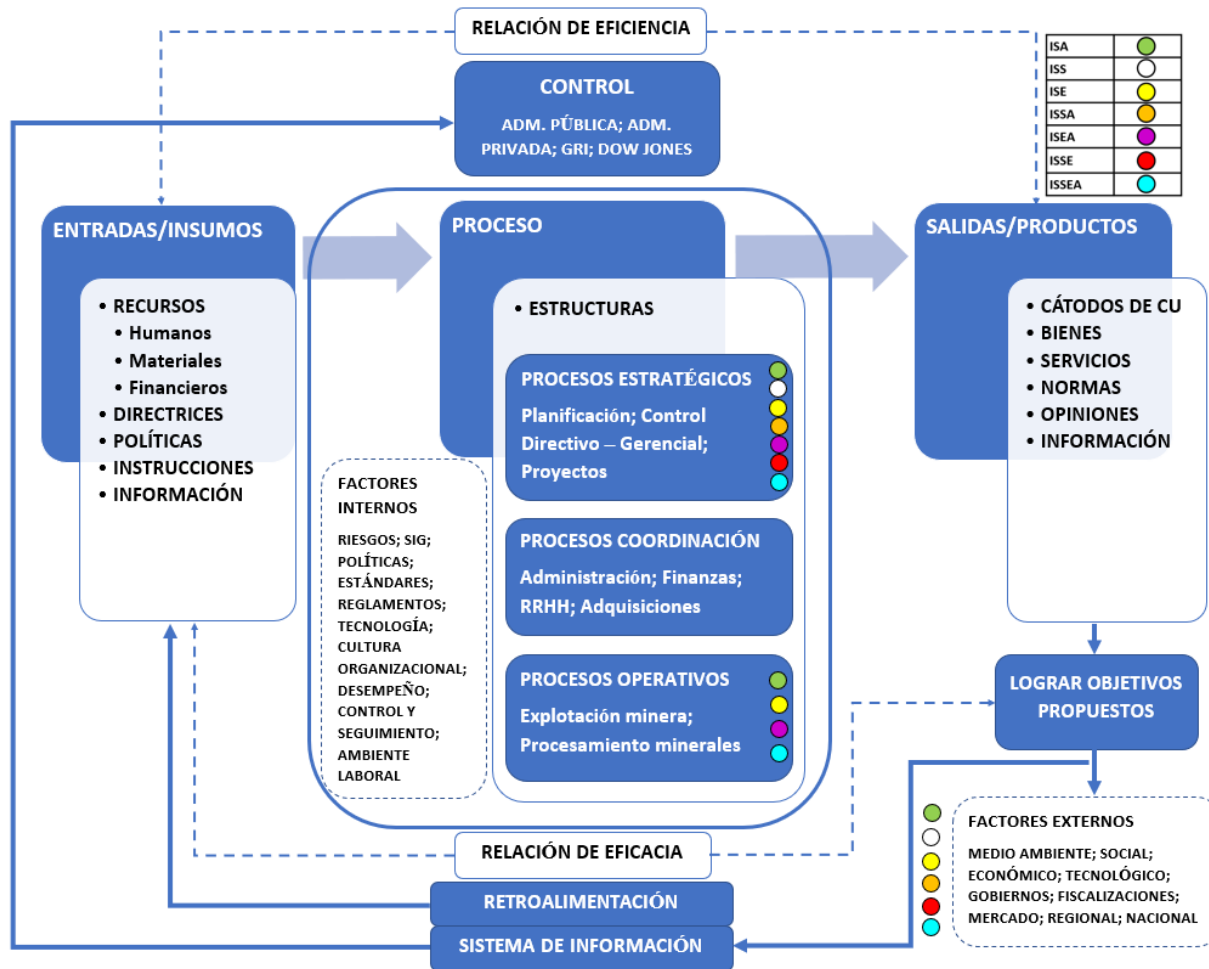 RELACIÓN DE EFICIENCIA
CONTROL
ADM. PÚBLICA; ADM.
PRIVADA; GRI; DOW JONES
ISA
ISS
ISE
ISSA
ISEA
ISSE
ISSEA
ENTRADAS/INSUMOS
• RECURSOS
• Humanos
• Materiales
• Financieros
• DIRECTRICES
• POLÍTICAS
• INSTRUCCIONES
• INFORMACIÓN
PROCESO
• ESTRUCTURAS
PROCESOS ESTRATÉGICOS
Planificación; Control
Directivo – Gerencial;
Proyectos
PROCESOS COORDINACIÓN
Administración; Finanzas;
RRHH; Adquisiciones
PROCESOS OPERATIVOS
Explotación minera;
Procesamiento minerales
FACTORES
INTERNOS
RIESGOS; SIG;
POLÍTICAS;
ESTÁNDARES;
REGLAMENTOS;
TECNOLOGÍA;
CULTURA
ORGANIZACIONAL;
DESEMPEÑO;
CONTROL Y
SEGUIMIENTO;
AMBIENTE
LABORAL
SALIDAS/PRODUCTOS
• CÁTODOS DE CU
• BIENES
• SERVICIOS
• NORMAS
• OPINIONES
• INFORMACIÓN
LOGRAR OBJETIVOS
PROPUESTOS
FACTORES EXTERNOS
MEDIO AMBIENTE; SOCIAL;
ECONÓMICO; TECNOLÓGICO;
GOBIERNOS; FISCALIZACIONES;
MERCADO; REGIONAL; NACIONAL
RELACIÓN DE EFICACIA
RETROALIMENTACIÓN
SISTEMA DE INFORMACIÓN